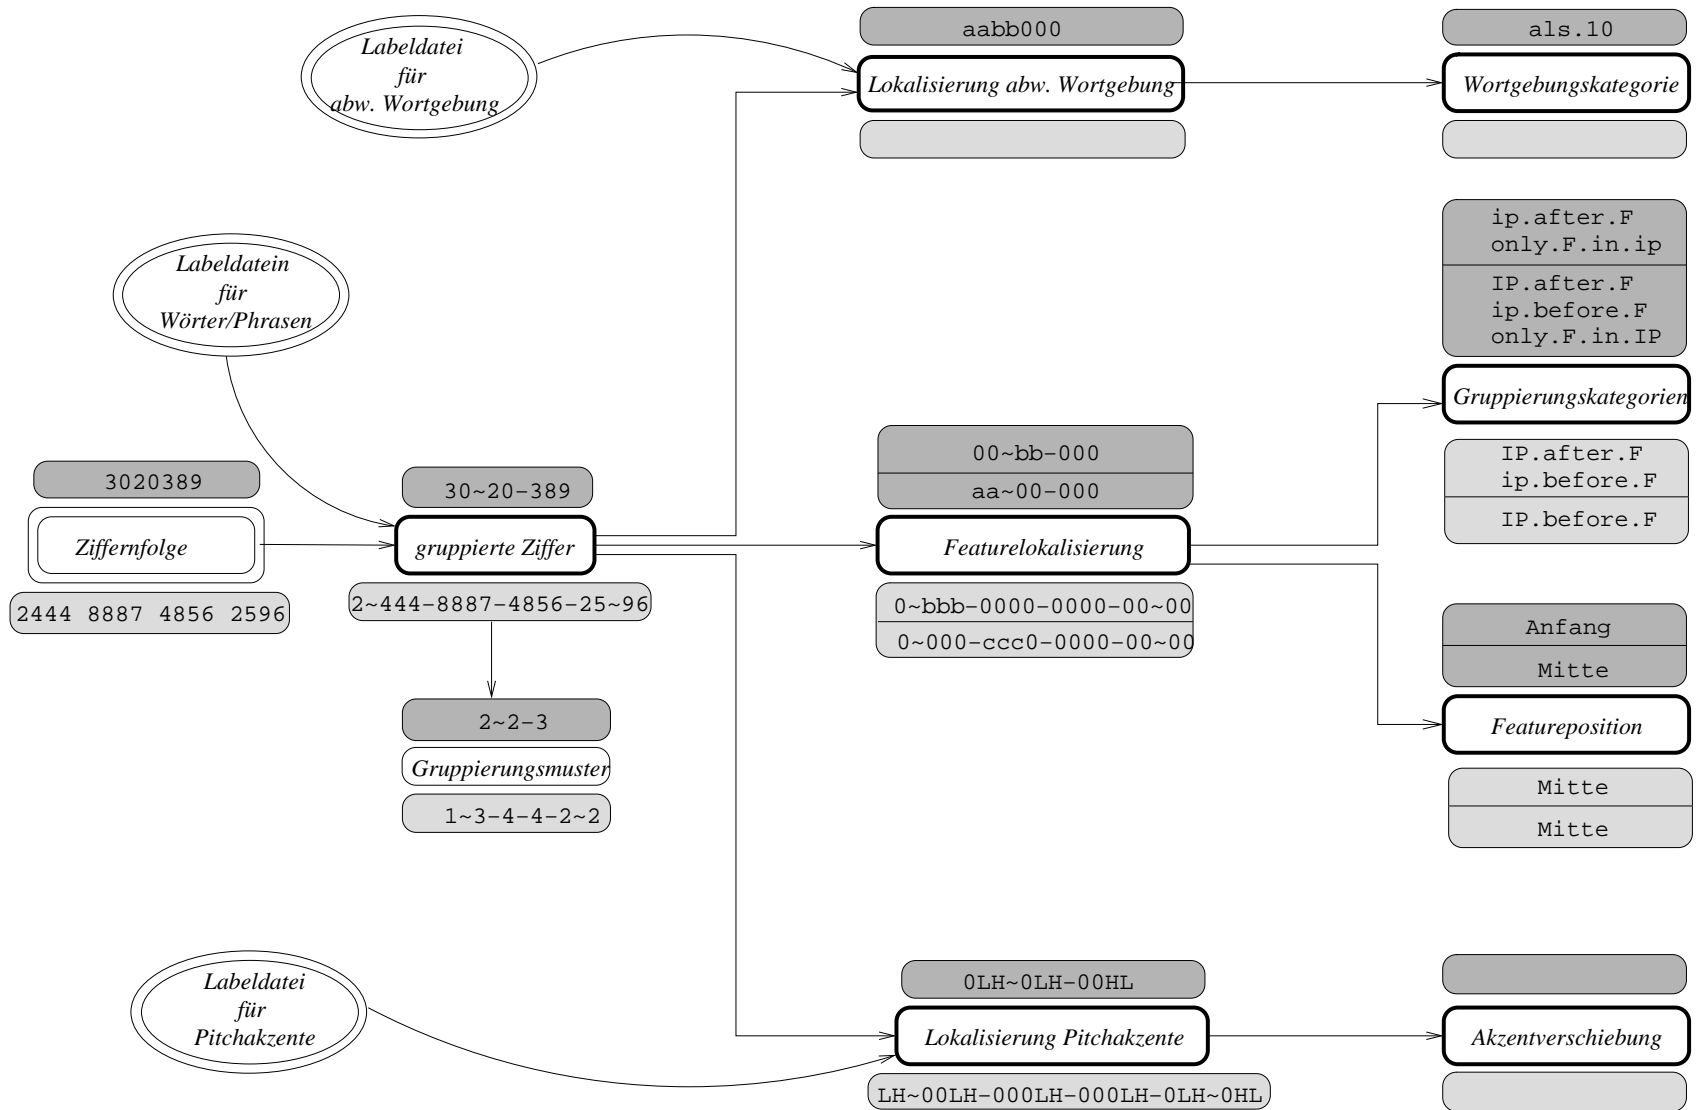 Labeldatei
für
abw. Wortgebung
aabb000
Lokalisierung abw. Wortgebung
als.10
Wortgebungskategorie
Labeldatein
für
Wörter/Phrasen
ip.after.F
only.F.in.ip
IP.after.F
ip.before.F
only.F.in.IP
Gruppierungskategorien
IP.after.F
ip.before.F
IP.before.F
3020389
Ziffernfolge
2444 8887 4856 2596
30~20-389
gruppierte Ziffer
2~444-8887-4856-25~96
00~bb-000
aa~00-000
Featurelokalisierung
0~bbb-0000-0000-00~00
0~000-ccc0-0000-00~00
2~2-3
Gruppierungsmuster
1~3-4-4-2~2
Anfang
Mitte
Featureposition
Mitte
Mitte
Labeldatei
für
Pitchakzente
0LH~0LH-00HL
Lokalisierung Pitchakzente
LH~00LH-000LH-000LH-0LH~0HL
Akzentverschiebung